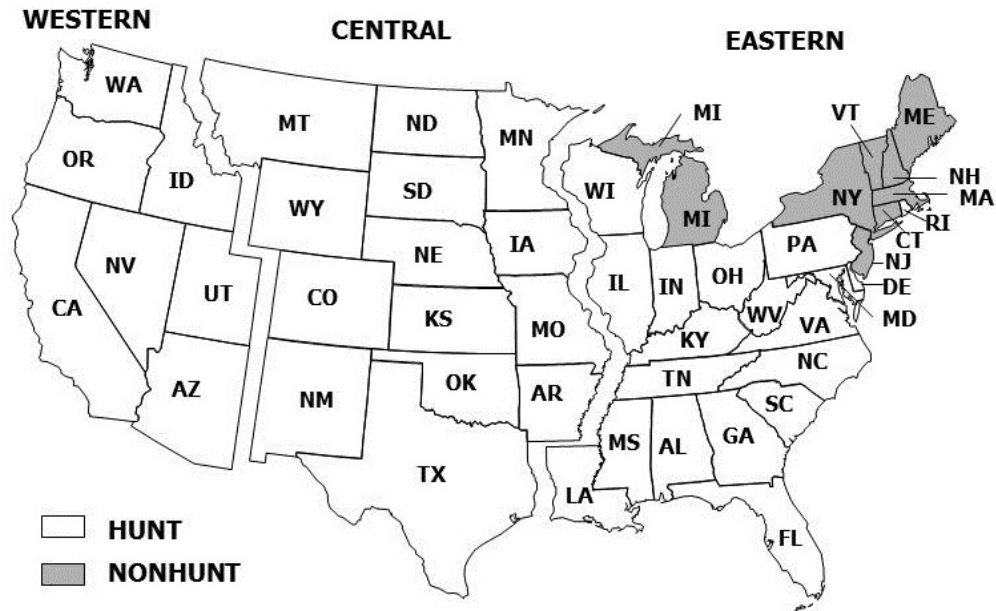 WESTERN
CENTRAL
EASTERN
WA
MT
ND
MN
MI
VT
ME
OR
ID
WY
SD
WI
MI
NY
NH
MA
RI
CT
NJ
DE
MD
NV
UT
CO
NE
IA
IL
IN
OH
PA
CA
KS
MO
KY
WV
VA
AZ
NM
OK
AR
TN
NC
SC
TX
LA
MS
AL
GA
FL
HUNT
NONHUNT